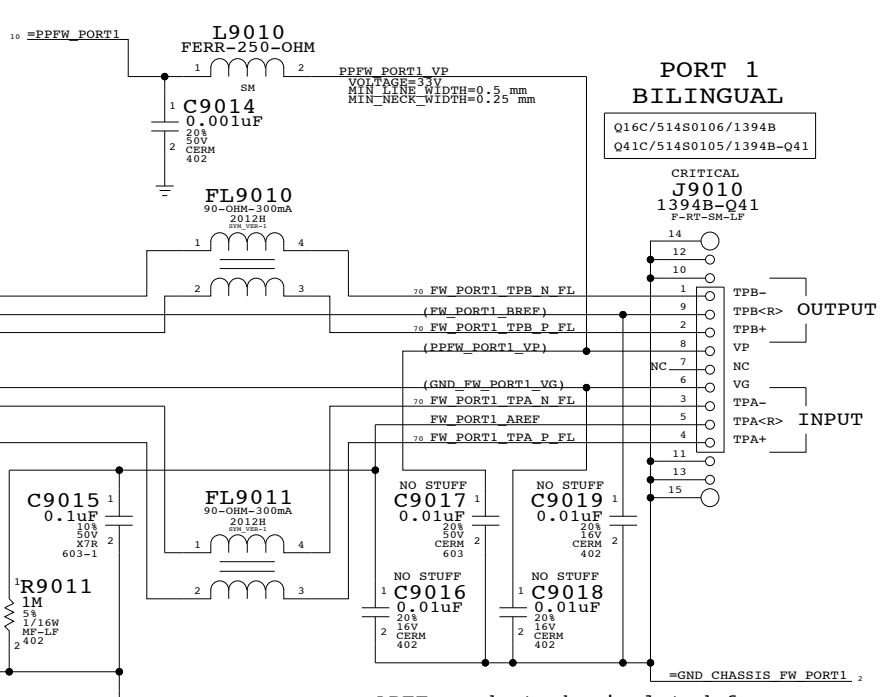 10 =PPFW_PORT1
L9010
FERR-250-OHM
1 2
SM
PPFW_PORT1_VP
VOLTAGE=33V
MIN_LINE_WIDTH=0.5 mm
MIN_NECK_WIDTH=0.25 mm
1 C9014
0.001uF
20%
50V
2 CERM
402
PORT 1
BILINGUAL
Q16C/514S0106/1394B
Q41C/514S0105/1394B-Q41
CRITICAL
J9010
1394B-Q41
F-RT-SM-LF
FL9010
90-OHM-300mA
2012H
SYM_VER-1
1 4
2 3
14
12
10
70 FW_PORT1_TPB_N_FL 1 TPB-
(FW_PORT1_BREF) 9 TPB<R>
70 FW_PORT1_TPB_P_FL 2 TPB+
OUTPUT
(PPFW_PORT1_VP) 8 VP
NC 7 NC
(GND_FW_PORT1_VG) 6 VG
70 FW_PORT1_TPA_N_FL 3 TPA-
FW_PORT1_AREF 5 TPA<R>
70 FW_PORT1_TPA_P_FL 4 TPA+
INPUT
11
13
15
C9015 1
0.1uF
10%
50V
X7R 2
603-1
FL9011
90-OHM-300mA
2012H
SYM_VER-1
1 4
2 3
NO STUFF
C9017 1
0.01uF
20%
50V
CERM 2
603
NO STUFF
C9019 1
0.01uF
20%
16V
CERM 2
402
1 R9011
1M
5%
1/16W
MF-LF
2 402
NO STUFF
1 C9016
0.01uF
20%
16V
2 CERM
402
NO STUFF
1 C9018
0.01uF
20%
16V
2 CERM
402
=GND_CHASSIS_FW_PORT1 2